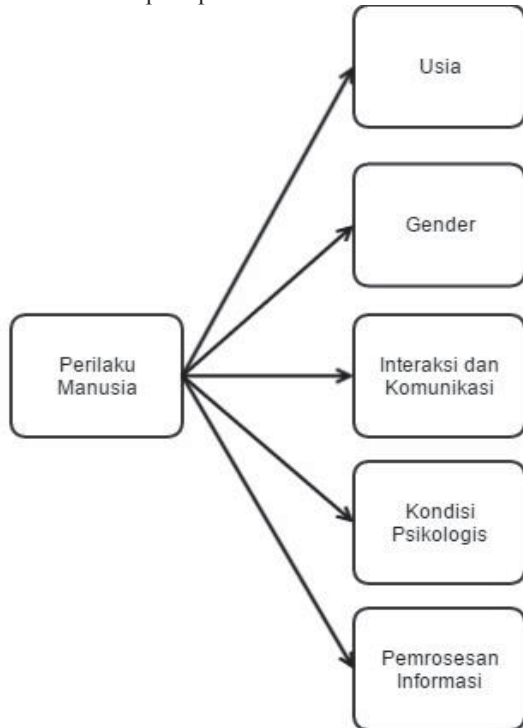 Usia
Gender
Perilaku
Manusia
Interaksi dan
Komunikasi
Kondisi
Psikologis
Pemrosesan
Informasi